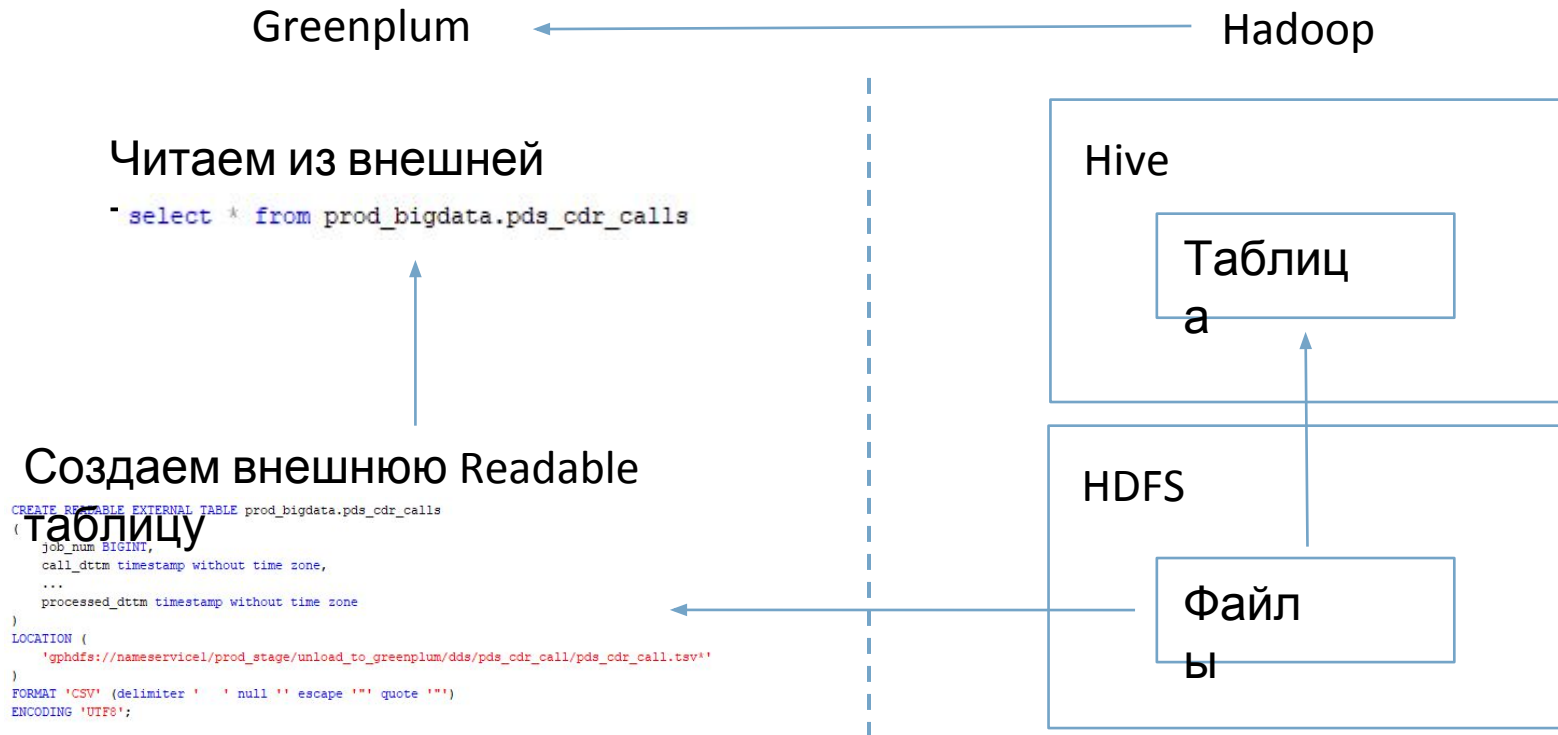 Greenplum
Hadoop
Читаем из внешней
select * from prod_bigdata.pds_cdr_calls
Создаем внешнюю Readable
таблицу
CREATE READABLE EXTERNAL TABLE prod_bigdata.pds_cdr_calls
(
job_num BIGINT,
call_dttm timestamp without time zone,
...
processed_dttm timestamp without time zone
)
LOCATION (
'gphdfs://nameservice1/prod_stage/unload_to_greenplum/dds/pds_cdr_call/pds_cdr_call.tsv*'
)
FORMAT 'CSV' (delimiter '	' null '' escape '"' quote '"')
ENCODING 'UTF8';
Hive
Таблиц
а
HDFS
Файл
ы